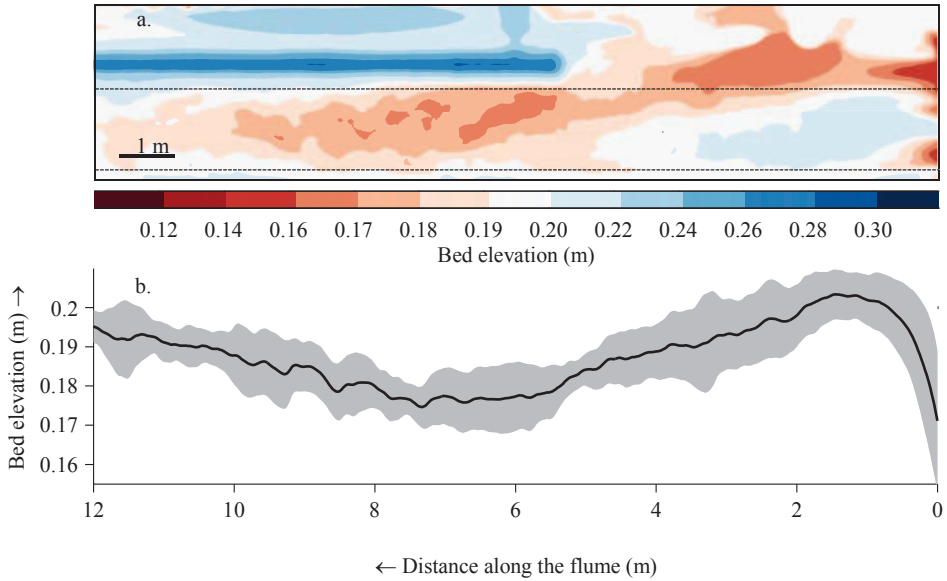 a.
1 m
0.12 0.14 0.16 0.17 0.18 0.19 0.20 0.22 0.24 0.26 0.28 0.30
Bed elevation (m)
b.
Bed elevation (m) →
0.2
0.19
0.18
0.17
0.16
12 10 8 6 4 2 0
← Distance along the flume (m)